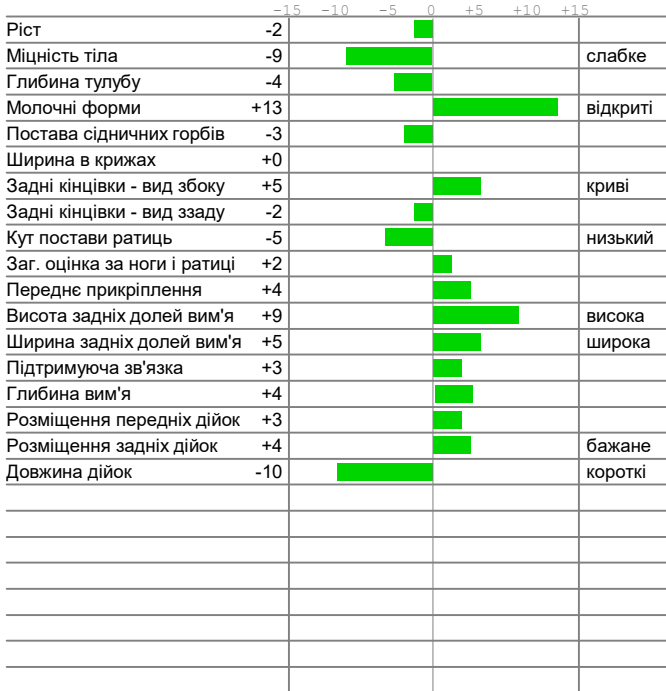 -15 -10 -5 0 +5 +10 +15
Ріст -2
Міцність тіла -9 слабке
Глибина тулубу -4
Молочні форми +13 відкриті
Постава сідничних горбів -3
Ширина в крижах +0
Задні кінцівки - вид збоку +5 криві
Задні кінцівки - вид ззаду -2
Кут постави ратиць -5 низький
Заг. оцінка за ноги і ратиці +2
Переднє прикріплення +4
Висота задніх долей вим'я +9 висока
Ширина задніх долей вим'я +5 широка
Підтримуюча зв'язка +3
Глибина вим'я +4
Розміщення передніх дійок +3
Розміщення задніх дійок +4 бажане
Довжина дійок -10 короткі